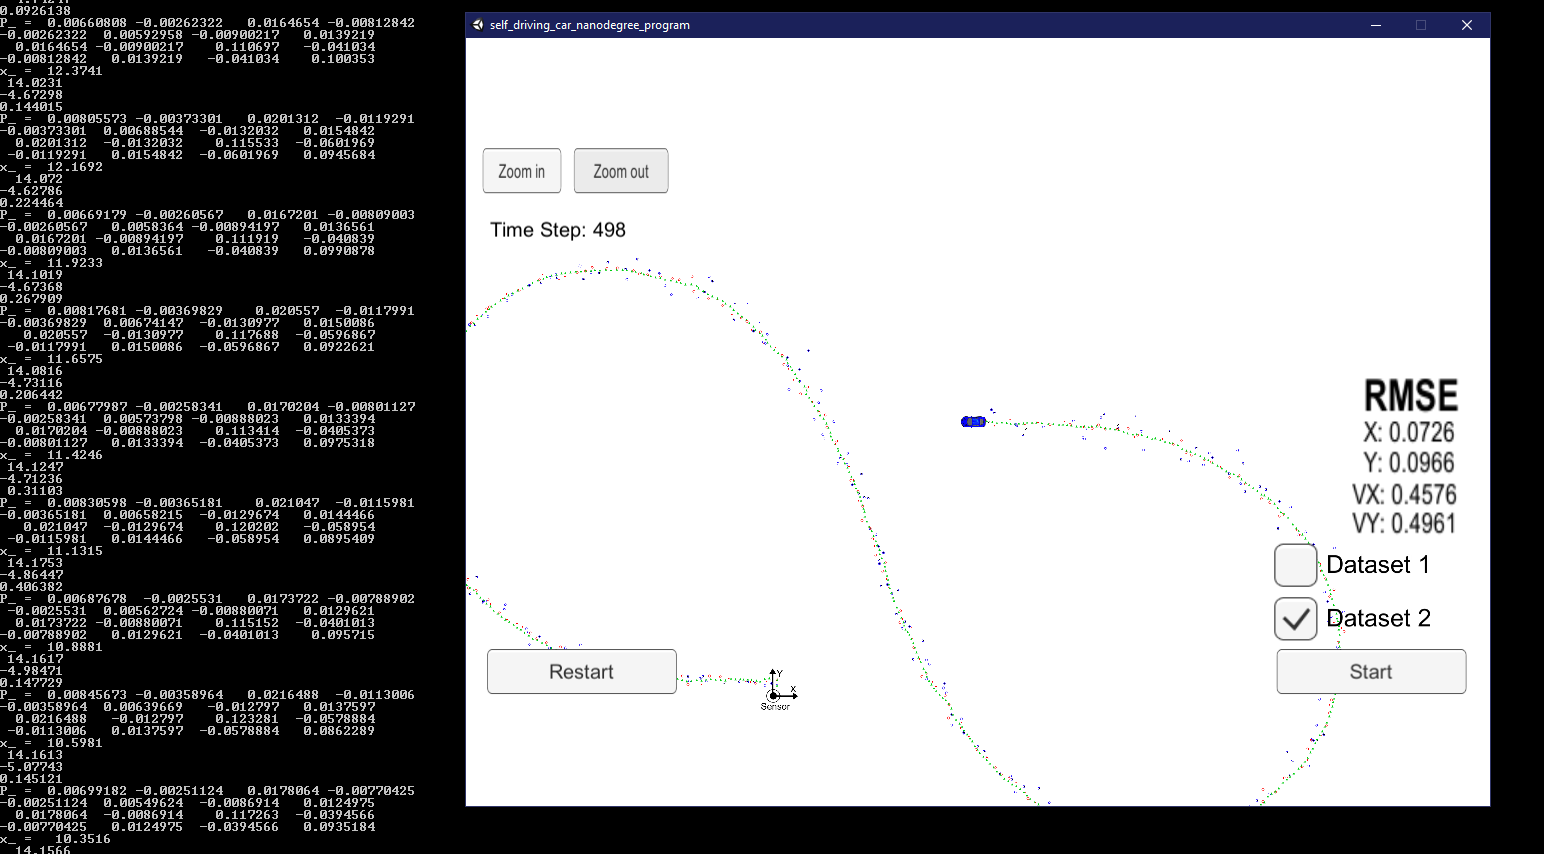 0.0926138
P_ =  0.00660808 -0.00262322   0.0164654 -0.00812842
-0.00262322  0.00592958 -0.00900217   0.0139219
  0.0164654 -0.00900217    0.110697   -0.041034
-0.00812842   0.0139219   -0.041034    0.100353
x_ =  12.3741
 14.0231
-4.67298
0.144015
P_ =  0.00805573 -0.00373301   0.0201312  -0.0119291
-0.00373301  0.00688544  -0.0132032   0.0154842
  0.0201312  -0.0132032    0.115533  -0.0601969
 -0.0119291   0.0154842  -0.0601969   0.0945684
x_ =  12.1692
  14.072
-4.62786
0.224464
P_ =  0.00669179 -0.00260567   0.0167201 -0.00809003
-0.00260567   0.0058364 -0.00894197   0.0136561
  0.0167201 -0.00894197    0.111919   -0.040839
-0.00809003   0.0136561   -0.040839   0.0990878
x_ =  11.9233
 14.1019
-4.67368
0.267909
P_ =  0.00817681 -0.00369829    0.020557  -0.0117991
-0.00369829  0.00674147  -0.0130977   0.0150086
   0.020557  -0.0130977    0.117688  -0.0596867
 -0.0117991   0.0150086  -0.0596867   0.0922621
x_ =  11.6575
 14.0816
-4.73116
0.206442
P_ =  0.00677987 -0.00258341   0.0170204 -0.00801127
-0.00258341  0.00573798 -0.00888023   0.0133394
  0.0170204 -0.00888023    0.113414  -0.0405373
-0.00801127   0.0133394  -0.0405373   0.0975318
x_ =  11.4246
 14.1247
-4.71236
 0.31103
P_ =  0.00830598 -0.00365181    0.021047  -0.0115981
-0.00365181  0.00658215  -0.0129674   0.0144466
   0.021047  -0.0129674    0.120202   -0.058954
 -0.0115981   0.0144466   -0.058954   0.0895409
x_ =  11.1315
 14.1753
-4.86447
0.406382
P_ =  0.00687678  -0.0025531   0.0173722 -0.00788902
 -0.0025531  0.00562724 -0.00880071   0.0129621
  0.0173722 -0.00880071    0.115152  -0.0401013
-0.00788902   0.0129621  -0.0401013    0.095715
x_ =  10.8881
 14.1617
-4.98471
0.147729
P_ =  0.00845673 -0.00358964   0.0216488  -0.0113006
-0.00358964  0.00639669   -0.012797   0.0137597
  0.0216488   -0.012797    0.123281  -0.0578884
 -0.0113006   0.0137597  -0.0578884   0.0862289
x_ =  10.5981
 14.1613
-5.07743
0.145121
P_ =  0.00699182 -0.00251124   0.0178064 -0.00770425
-0.00251124  0.00549624  -0.0086914   0.0124975
  0.0178064  -0.0086914    0.117263  -0.0394566
-0.00770425   0.0124975  -0.0394566   0.0935184
x_ =   10.3516
 14.1566
self_driving_car_nanodegree_program
Zoom in
Zoom out
Time Step: 498
RMSE
X: 0.0726
Y: 0.0966
VX: 0.4576
VY: 0.4961
Dataset 1
Dataset 2
Restart
Start
Y
X
Sensor